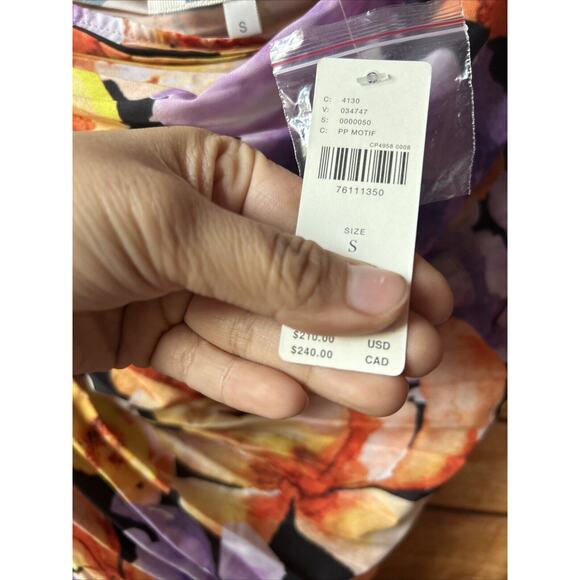 S
C: 4130
V: 034747
S: 0000050
C: PP MOTIF
CP4958-0008
76111350
SIZE
S
$210.00 USD
$240.00 CAD